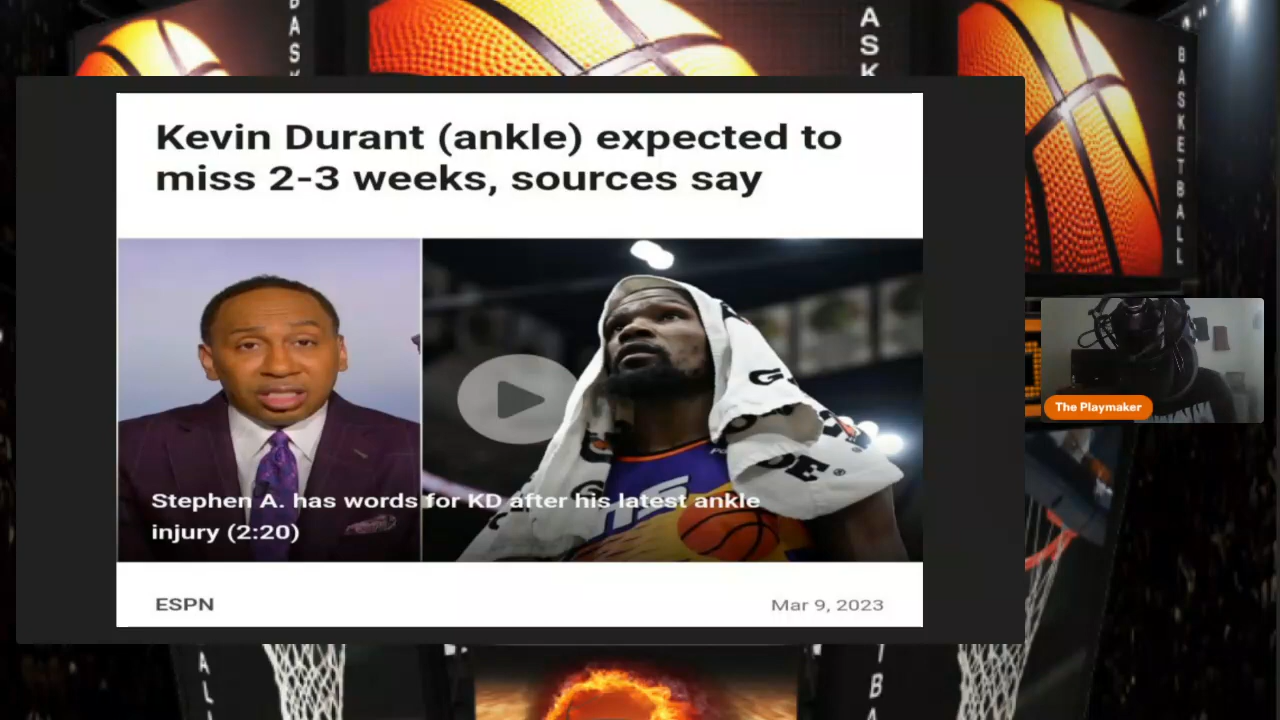 Kevin Durant (ankle) expected to
miss 2-3 weeks, sources say
Stephen A. has words for KD after his latest ankle
injury (2:20)
ESPN
Mar 9, 2023
The Playmaker
BASKETBALL